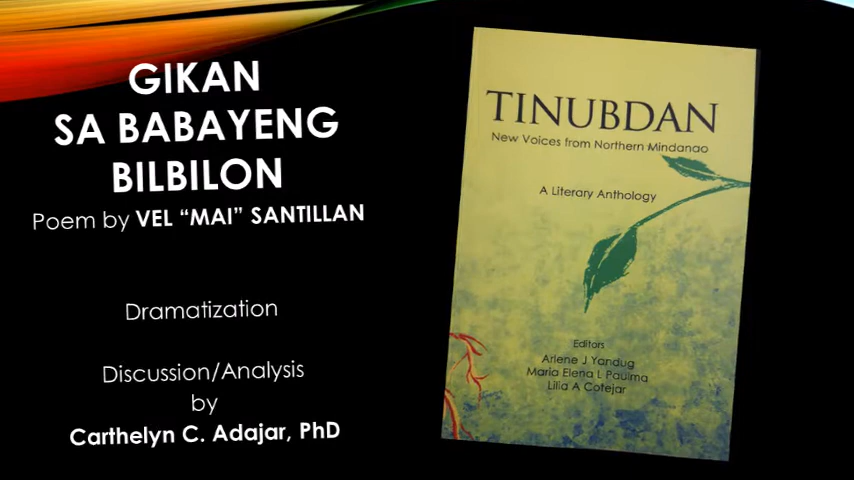 GIKAN
SA BABAYENG
BILBILON
Poem by VEL “MAI” SANTILLAN
Dramatization
Discussion/Analysis
by
Carthelyn C. Adajar, PhD
TINUBDAN
New Voices from Northern Mindanao
A Literary Anthology
Editors
Arlene J Yandug
Maria Elena L Paulma
Lilia A Cotejar